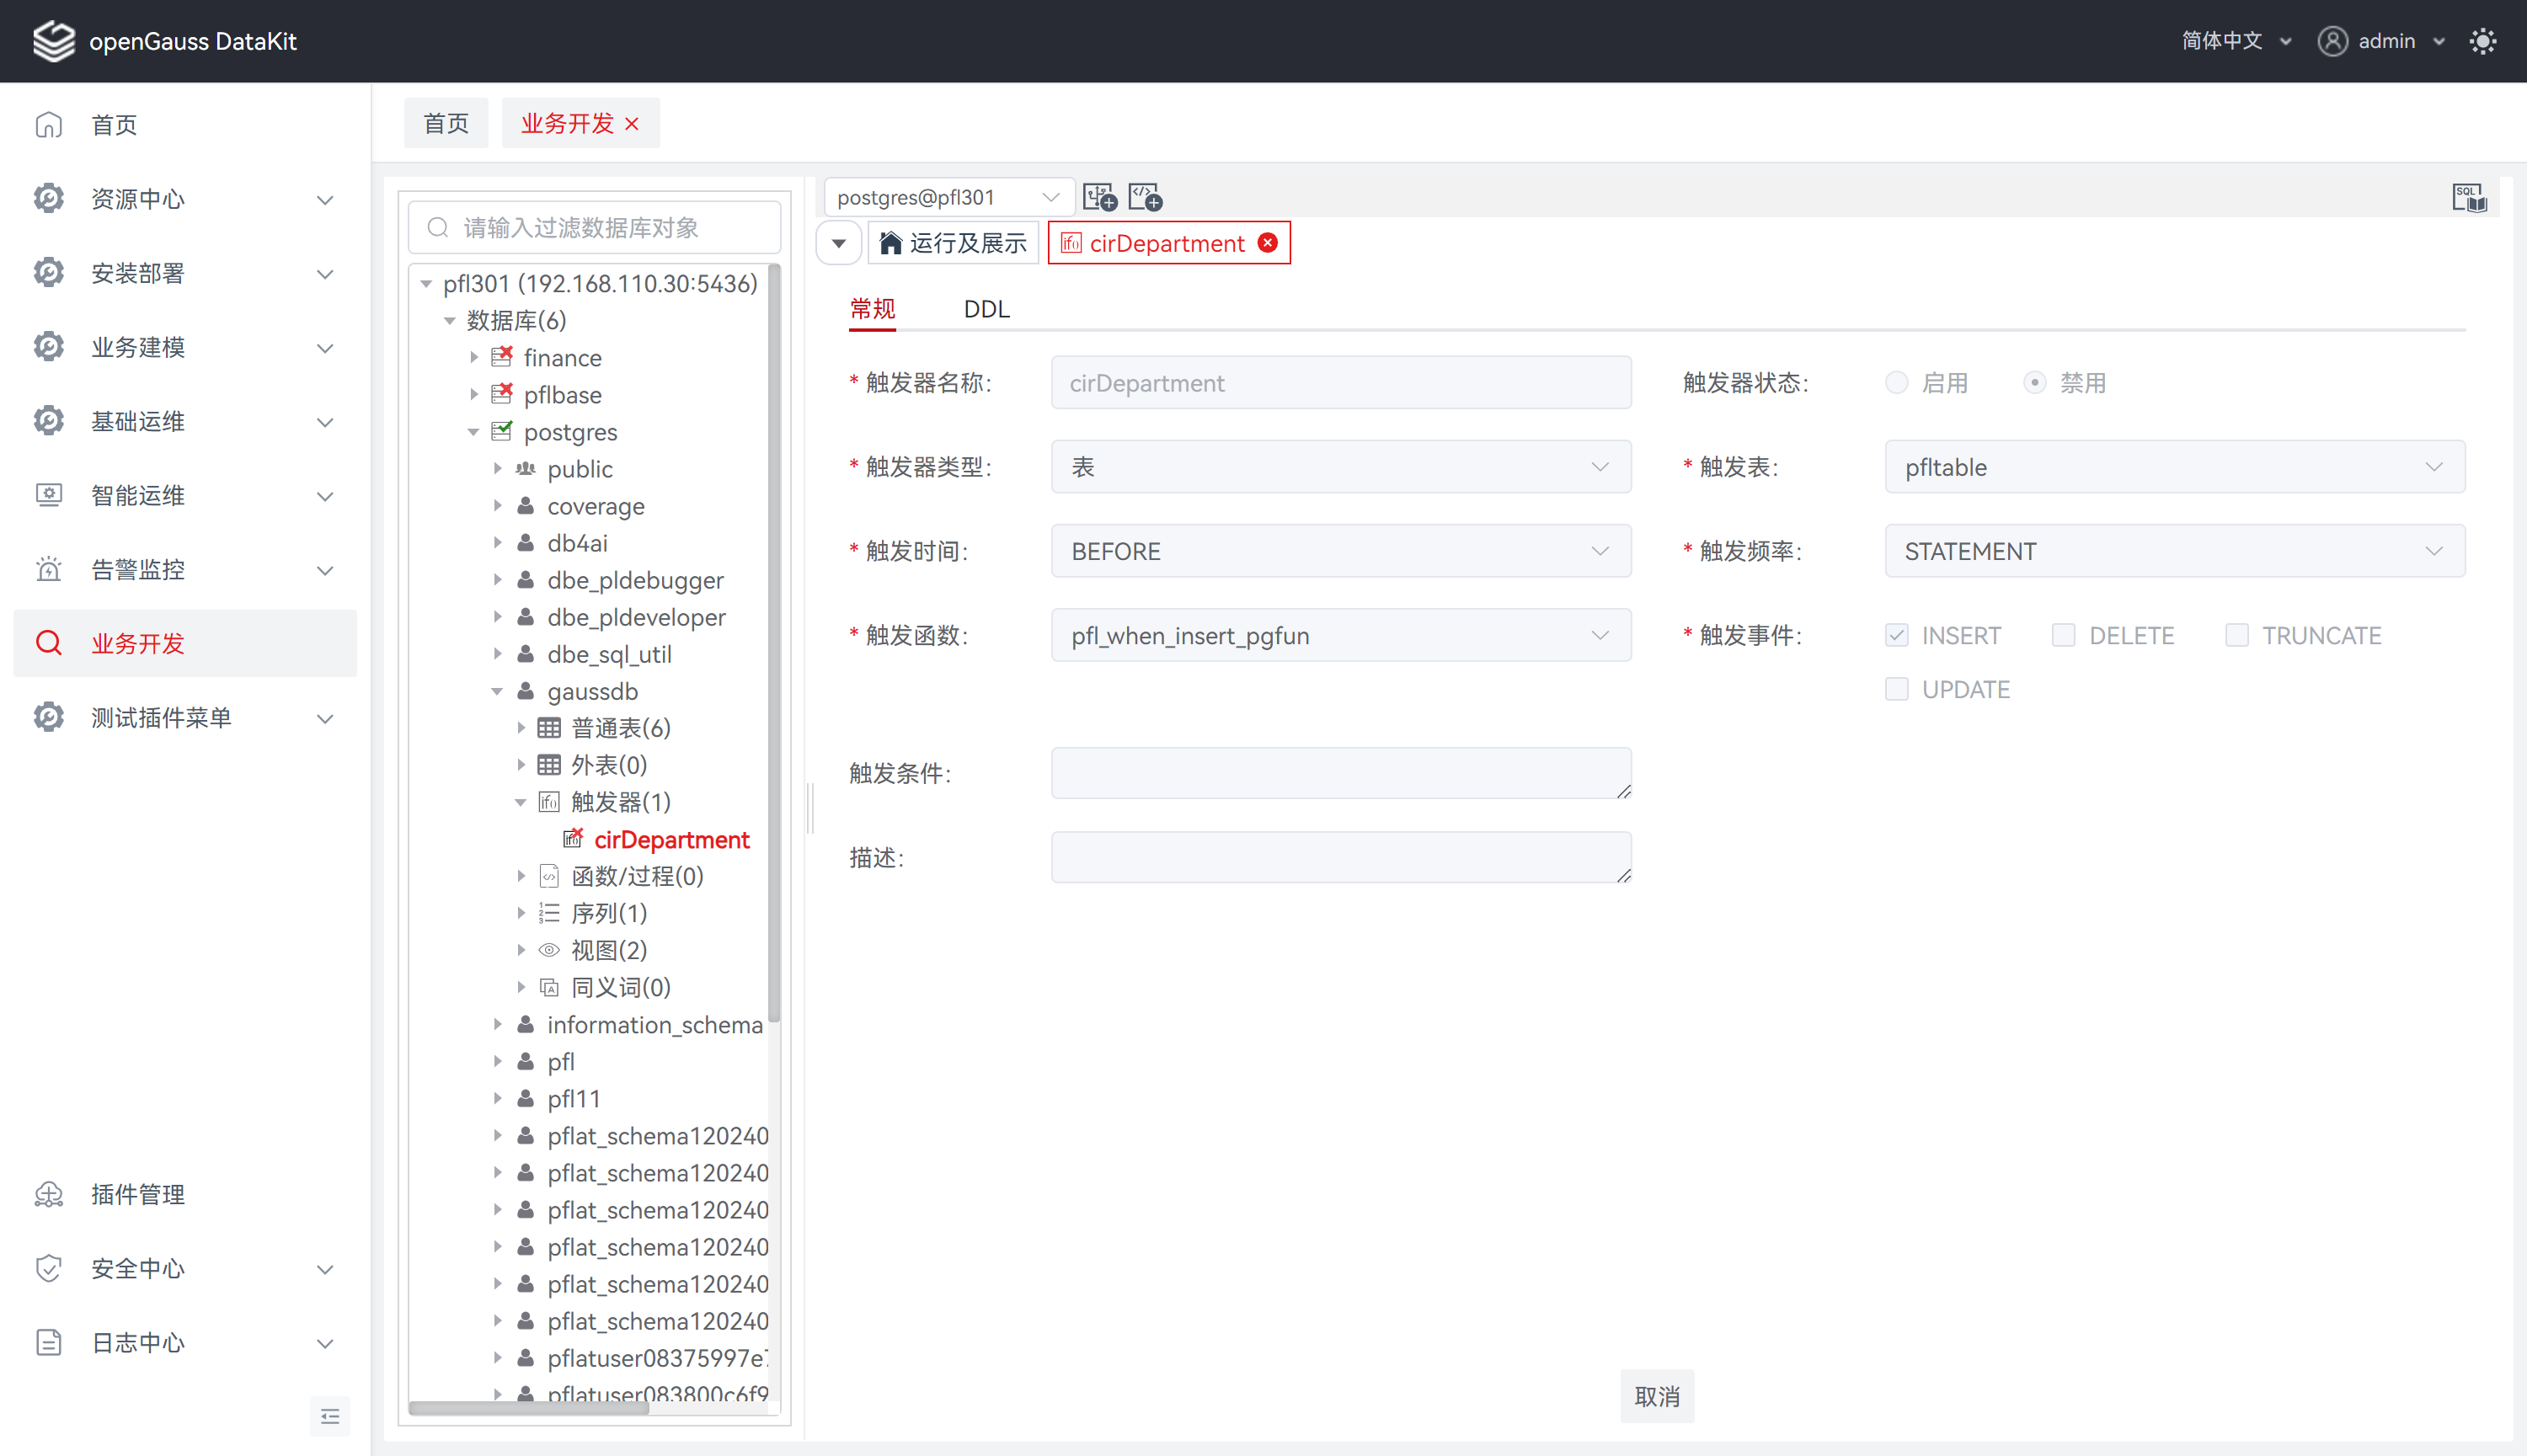 openGauss DataKit
简体中文
admin
首页
资源中心
安装部署
业务建模
基础运维
智能运维
告警监控
业务开发
测试插件菜单
插件管理
安全中心
日志中心
首页
业务开发
请输入过滤数据库对象
pfl301 (192.168.110.30:5436)
数据库(6)
finance
pflbase
postgres
public
coverage
db4ai
dbe_pldebugger
dbe_pldeveloper
dbe_sql_util
gaussdb
普通表(6)
外表(0)
触发器(1)
cirDepartment
函数/过程(0)
序列(1)
视图(2)
同义词(0)
information_schema
pfl
pfl11
pflat_schema120240
pflat_schema120240
pflat_schema120240
pflat_schema120240
pflat_schema120240
pflat_schema120240
pflatuser08375997e7
pflatuser083800c6f9
postgres@pfl301
SQL
运行及展示
cirDepartment
常规
DDL
* 触发器名称: cirDepartment
触发器状态: 启用 禁用
* 触发器类型: 表
* 触发表: pfltable
* 触发时间: BEFORE
* 触发频率: STATEMENT
* 触发函数: pfl_when_insert_pgfun
* 触发事件: INSERT DELETE TRUNCATE
UPDATE
触发条件:
描述:
取消